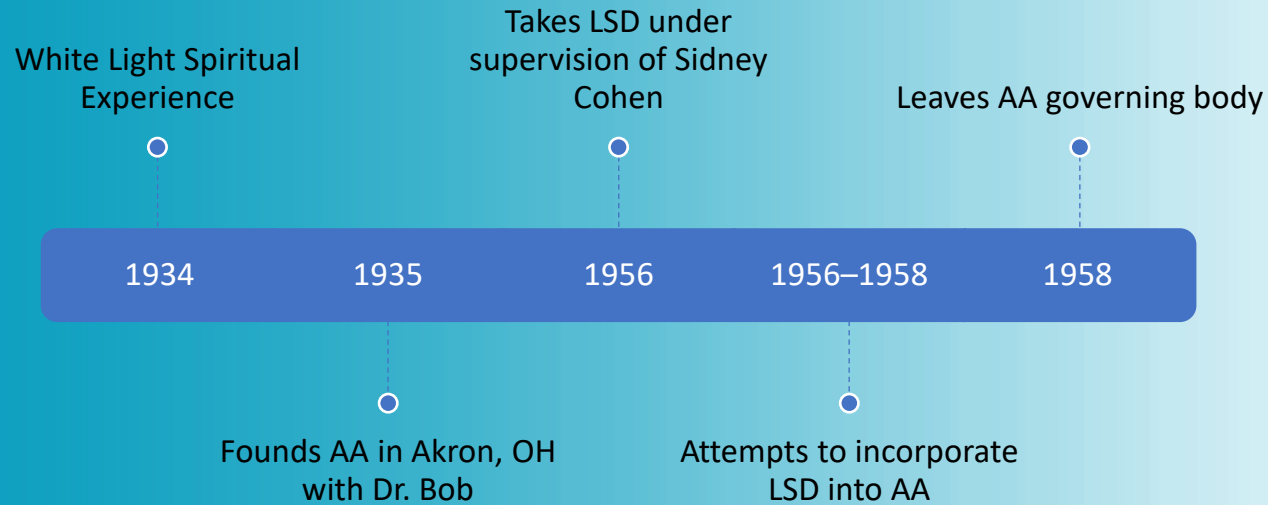 White Light Spiritual
Experience
Takes LSD under
supervision of Sidney
Cohen
Leaves AA governing body
1934
1935
1956
1956–1958
1958
Founds AA in Akron, OH
with Dr. Bob
Attempts to incorporate
LSD into AA